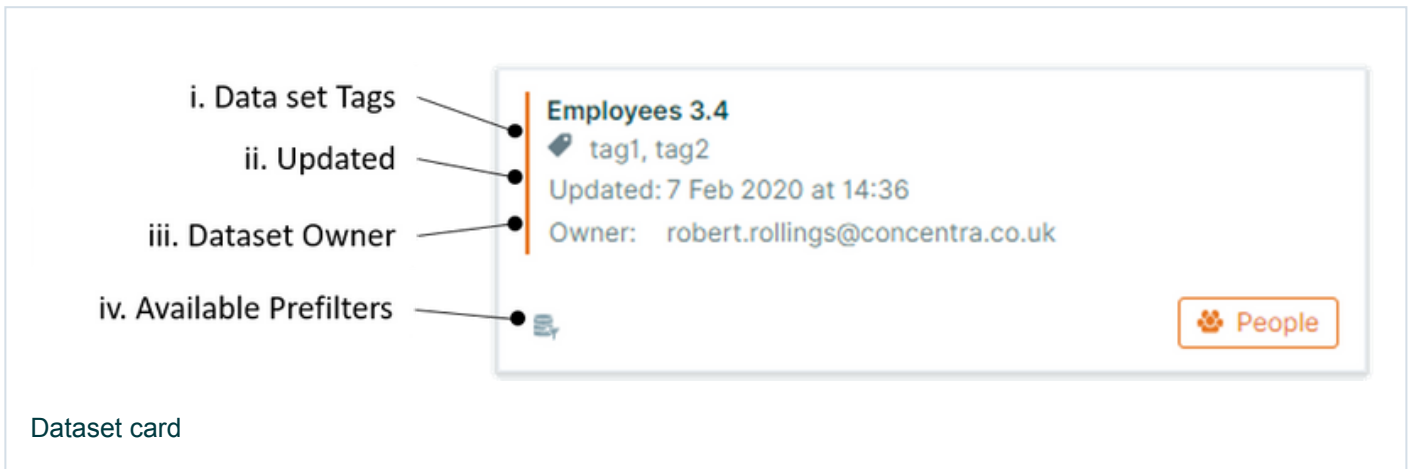 i. Data set Tags
ii. Updated
iii. Dataset Owner
iv. Available Prefilters
Employees 3.4
tag1, tag2
Updated: 7 Feb 2020 at 14:36
Owner: robert.rollings@concentra.co.uk
People
Dataset card